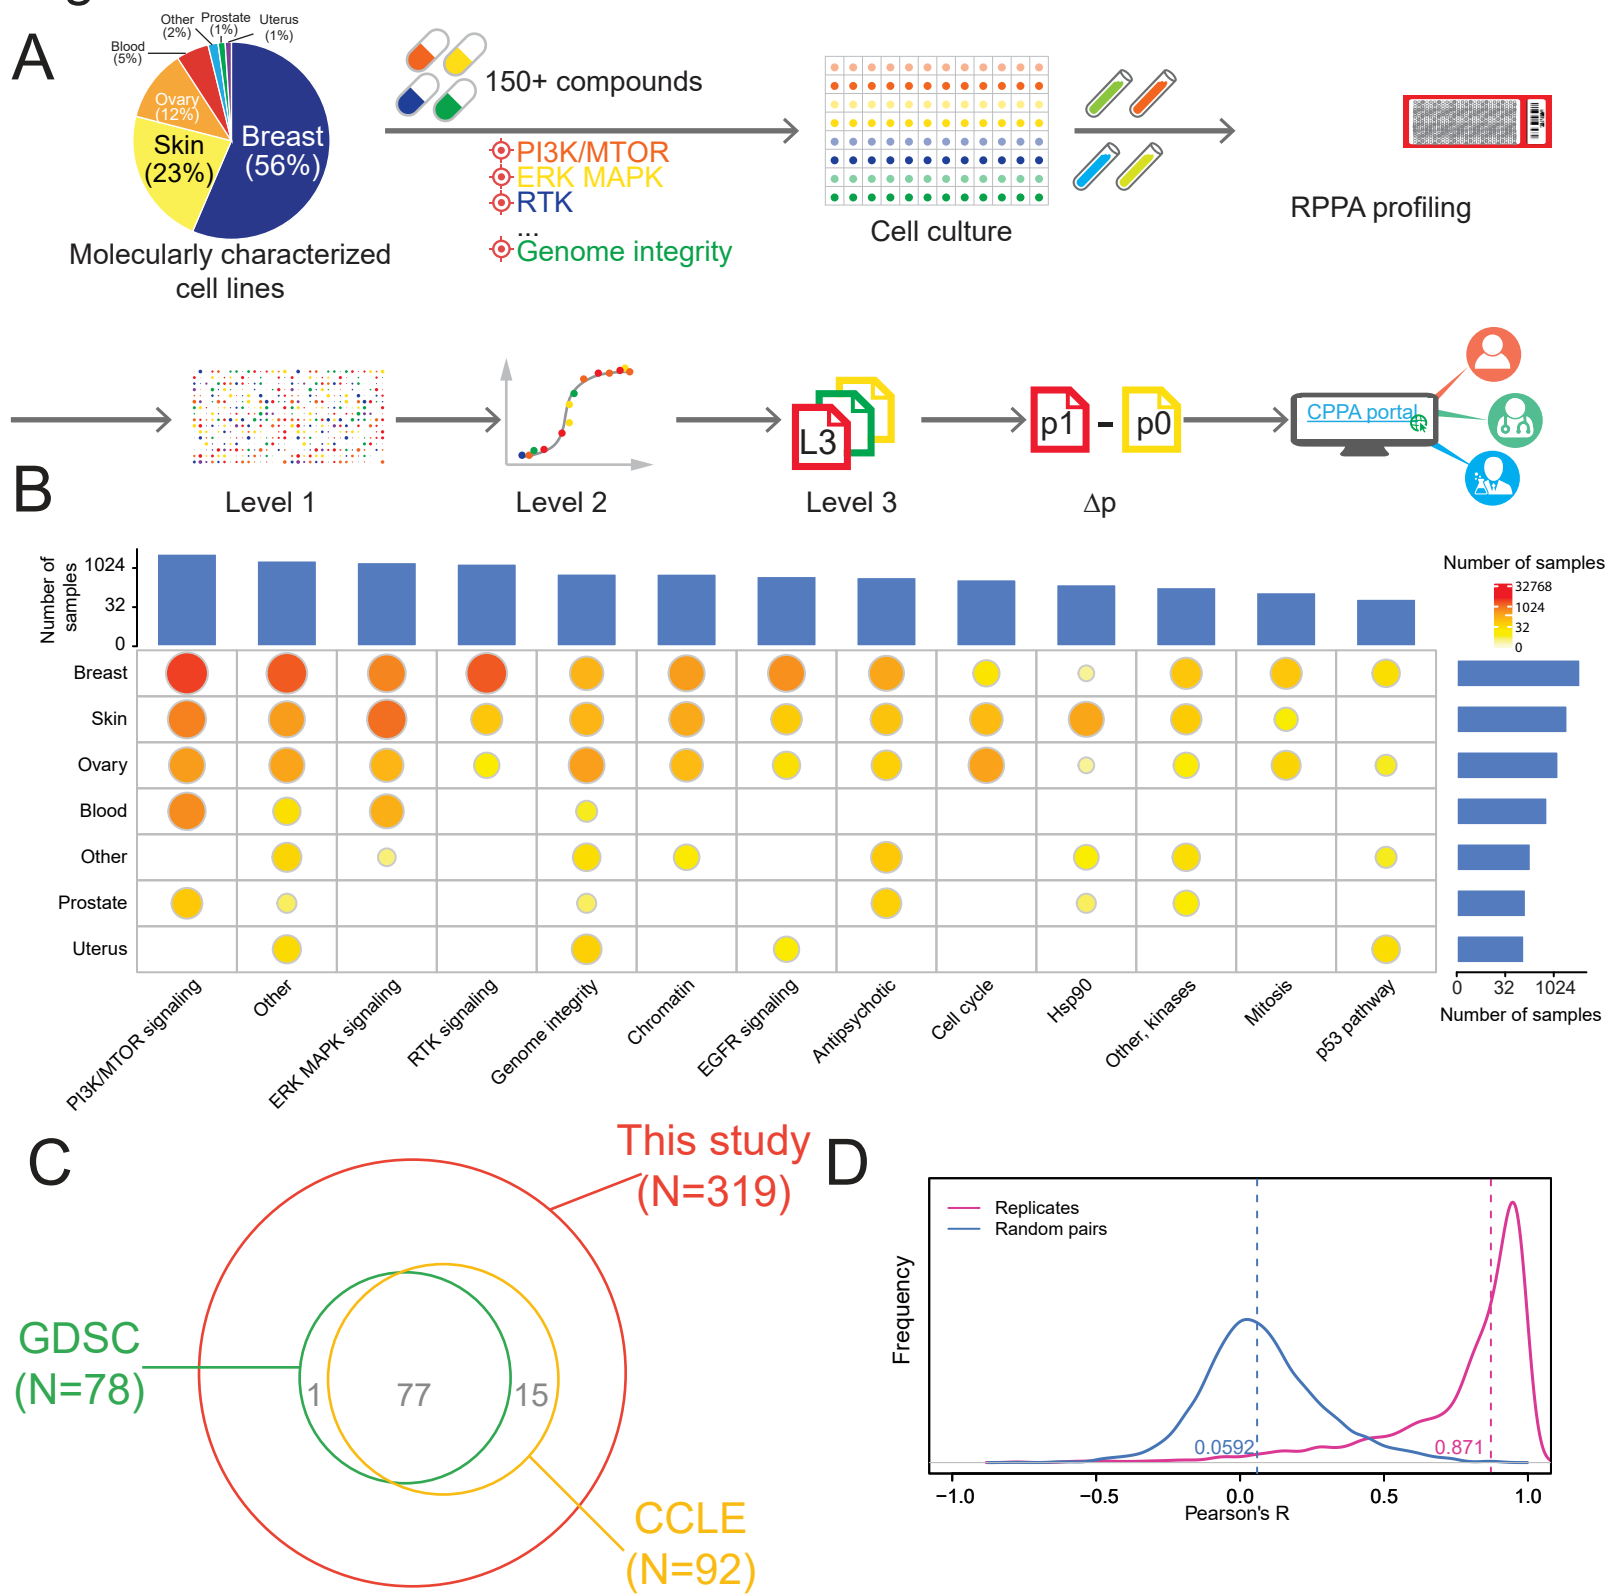 A
Other
(2%)
Prostate
(1%)
Uterus
(1%)
Blood
(5%)
Ovary
(12%)
Skin
(23%)
Breast
(56%)
Molecularly characterized
cell lines
150+ compounds
PI3K/MTOR
ERK MAPK
RTK
...
Genome integrity
Cell culture
RPPA profiling
Level 1
Level 2
L3
Level 3
p1 - p0
Δp
CPPA portal
B
Number of
samples
1024
32
0
Number of samples
32768
1024
32
0
Breast
Skin
Ovary
Blood
Other
Prostate
Uterus
PI3K/MTOR signaling
Other
ERK MAPK signaling
RTK signaling
Genome integrity
Chromatin
EGFR signaling
Antipsychotic
Cell cycle
Hsp90
Other, kinases
Mitosis
p53 pathway
0 32 1024
Number of samples
C
This study
(N=319)
GDSC
(N=78)
1 77 15
CCLE
(N=92)
D
Replicates
Random pairs
Frequency
0.0592
0.871
−1.0 −0.5 0.0 0.5 1.0
Pearson's R